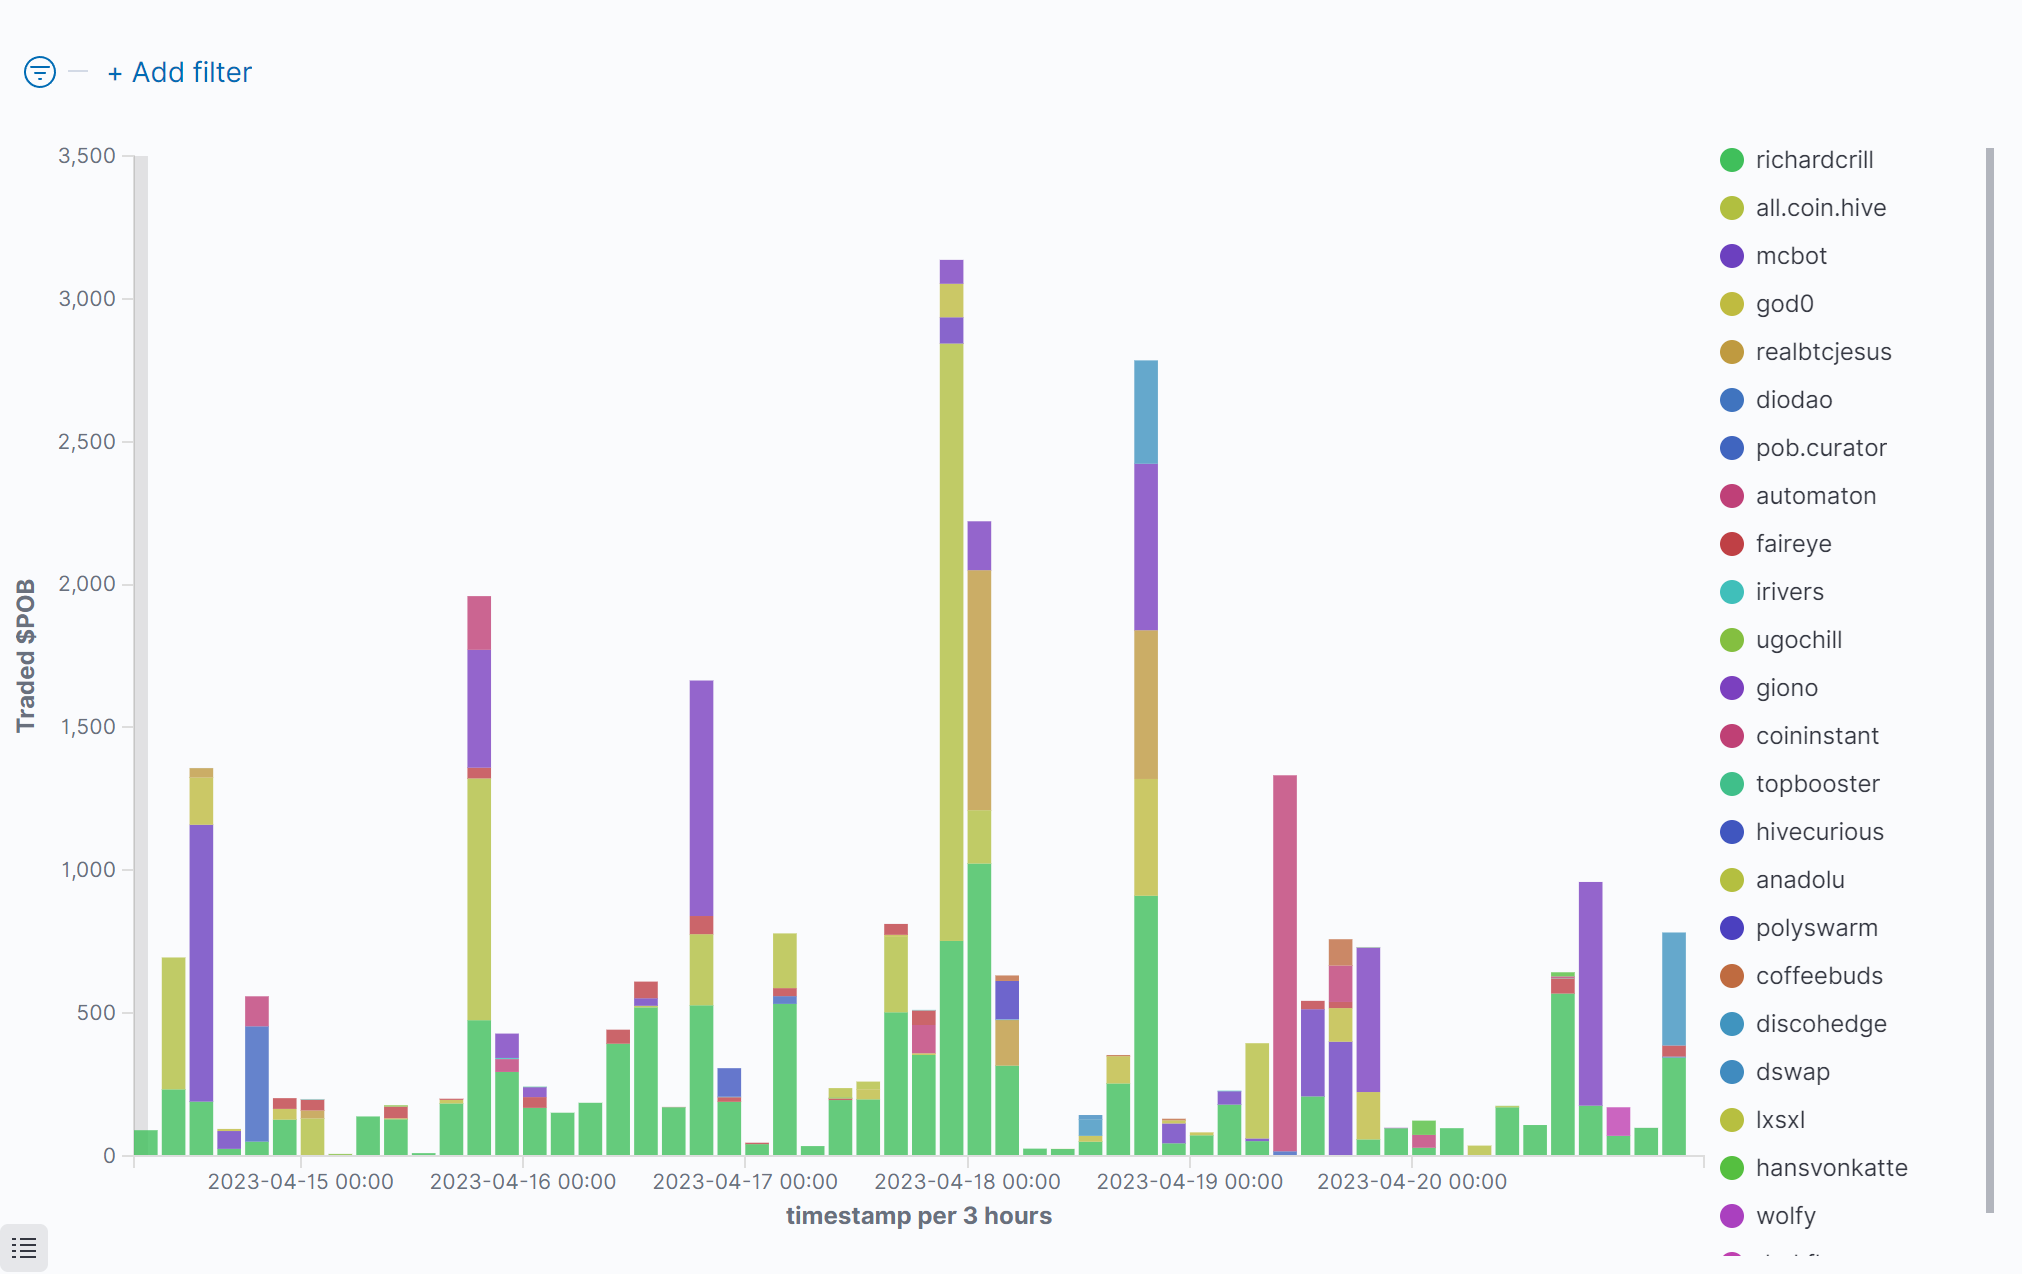 + Add filter
3,500
3,000
2,500
2,000
1,500
1,000
500
0
Traded $POB
2023-04-15 00:00
2023-04-16 00:00
2023-04-17 00:00
2023-04-18 00:00
2023-04-19 00:00
2023-04-20 00:00
timestamp per 3 hours
richardcrill
all.coin.hive
mcbot
god0
realbtcjesus
diodao
pob.curator
automaton
faireye
irivers
ugochill
giono
coininstant
topbooster
hivecurious
anadolu
polyswarm
coffeebuds
discohedge
dswap
lxsxl
hansvonkatte
wolfy